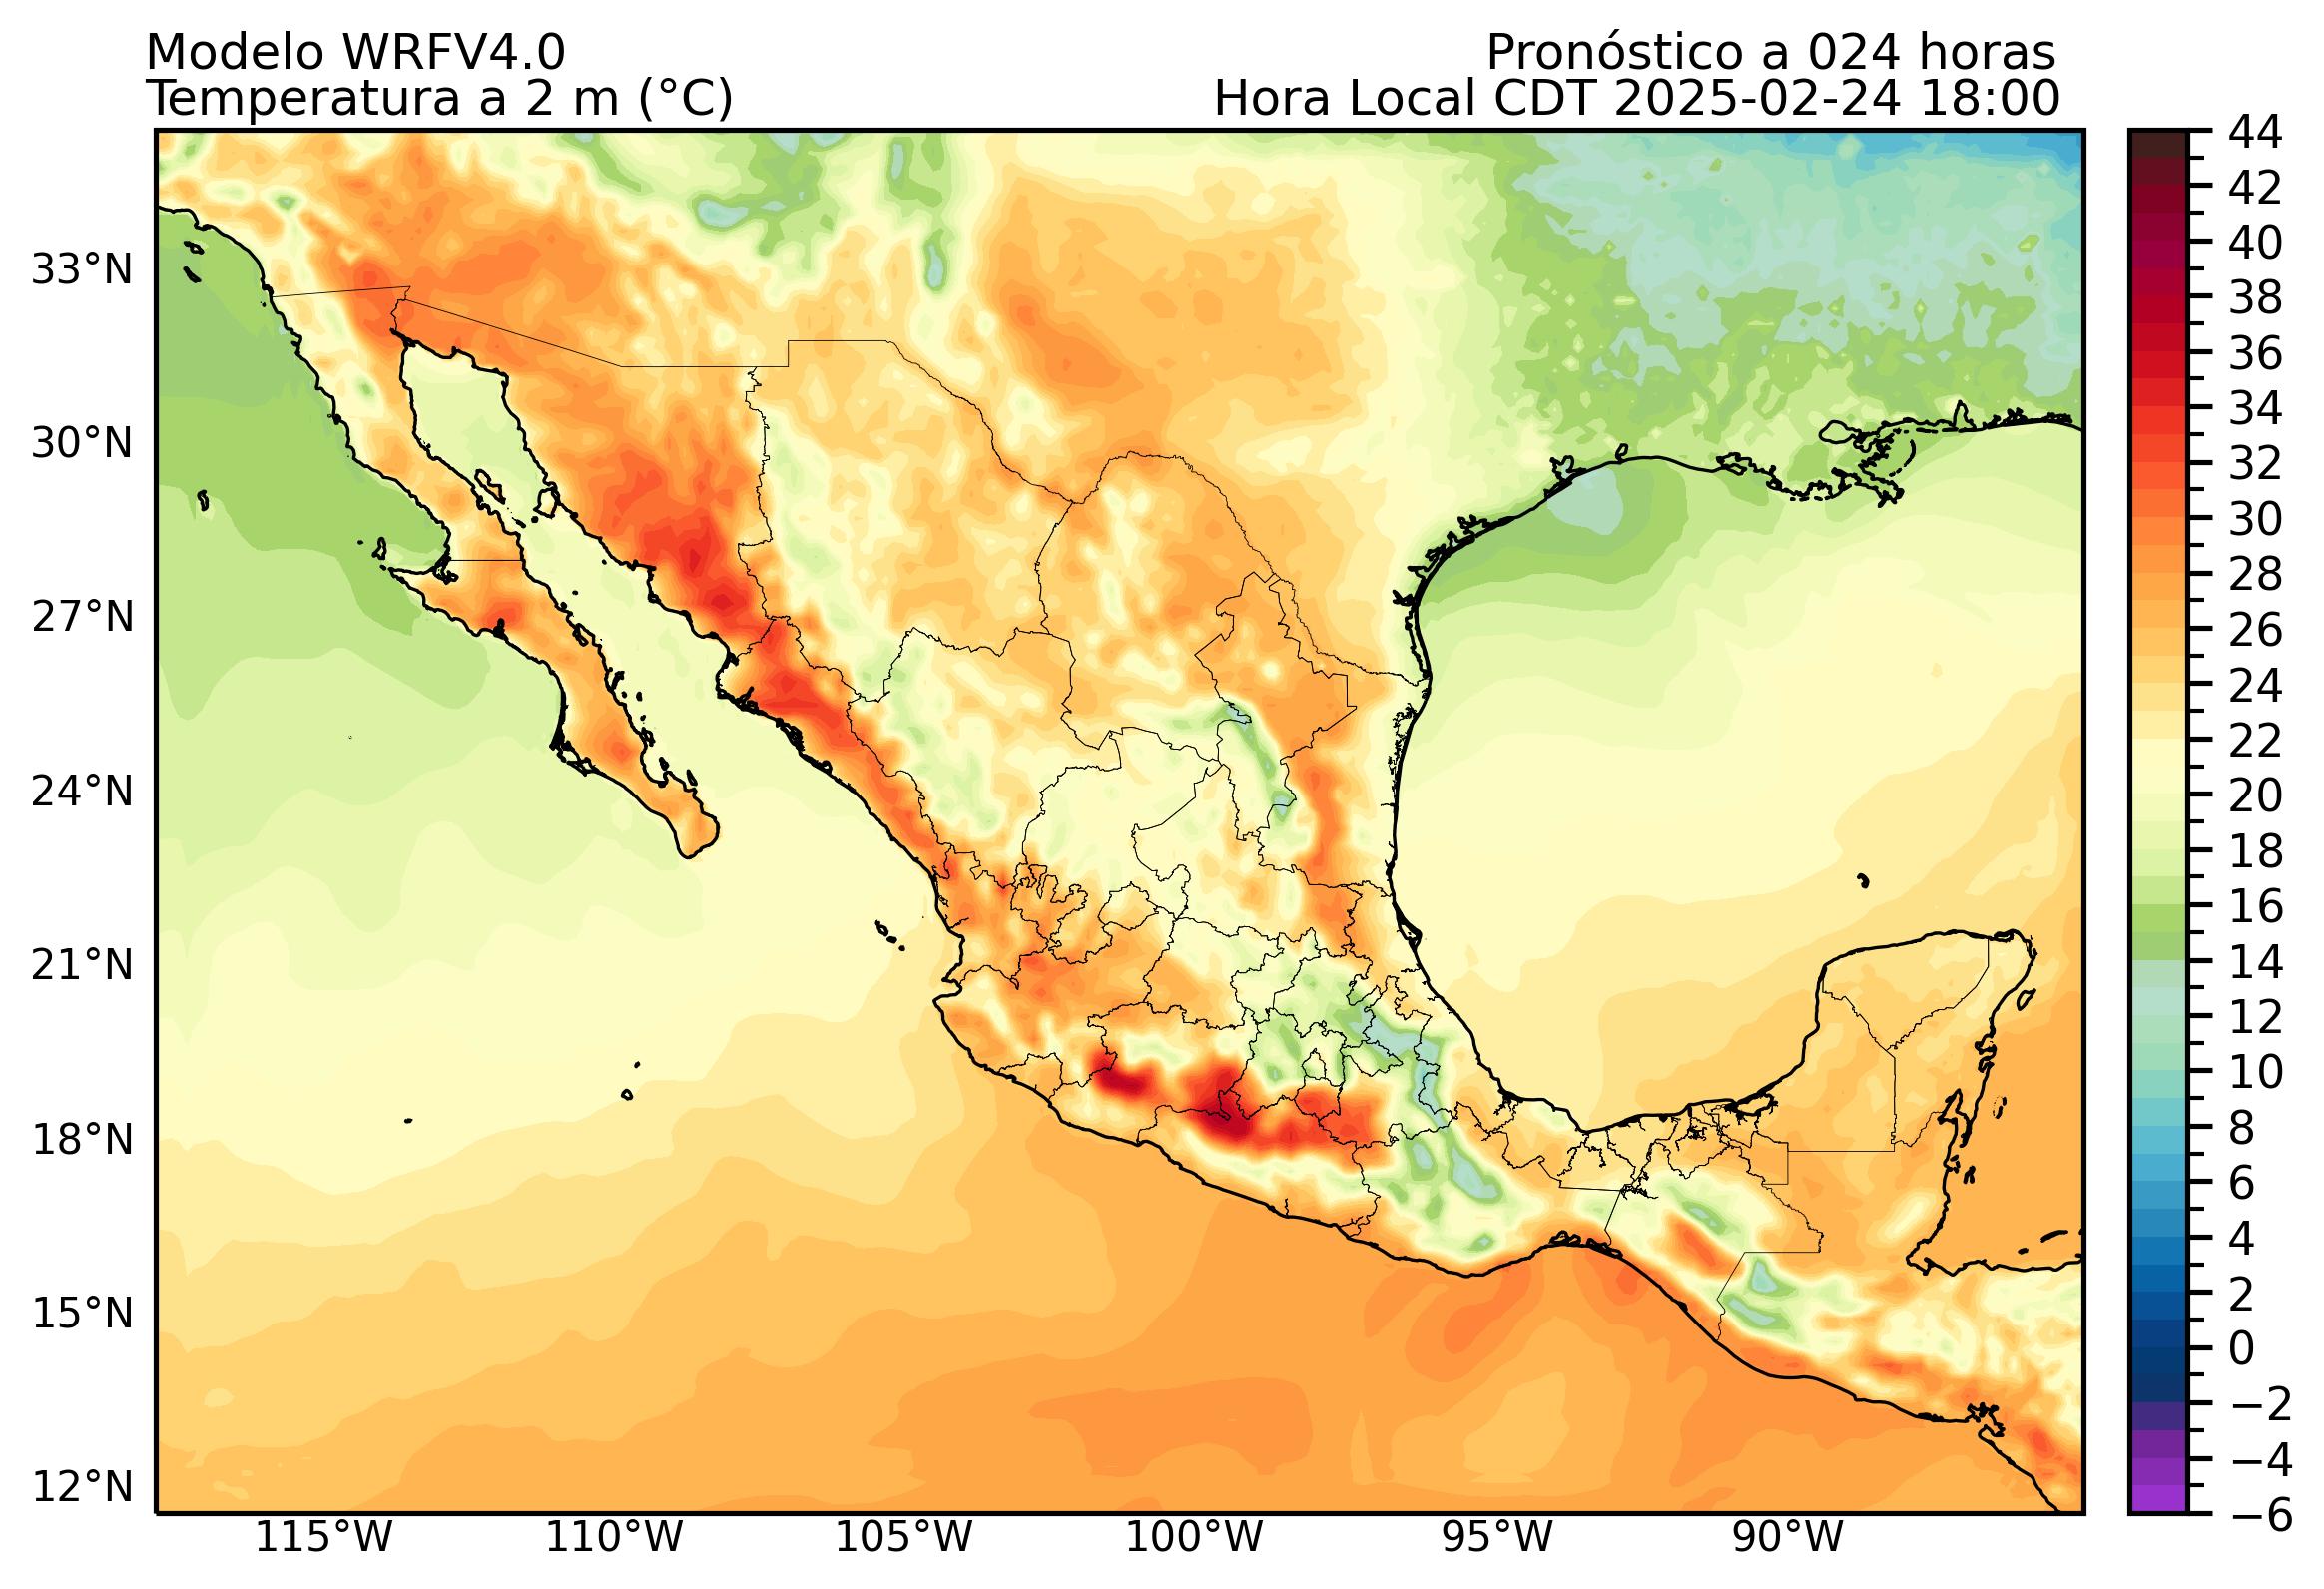 Modelo WRFV4.0
Pronóstico a 024 horas
Temperatura a 2 m (°C)
Hora Local CDT 2025-02-24 18:00
33°N
30°N
27°N
24°N
21°N
18°N
15°N
12°N
115°W
110°W
105°W
100°W
95°W
90°W
44
42
40
38
36
34
32
30
28
26
24
22
20
18
16
14
12
10
8
6
4
2
0
−2
−4
−6